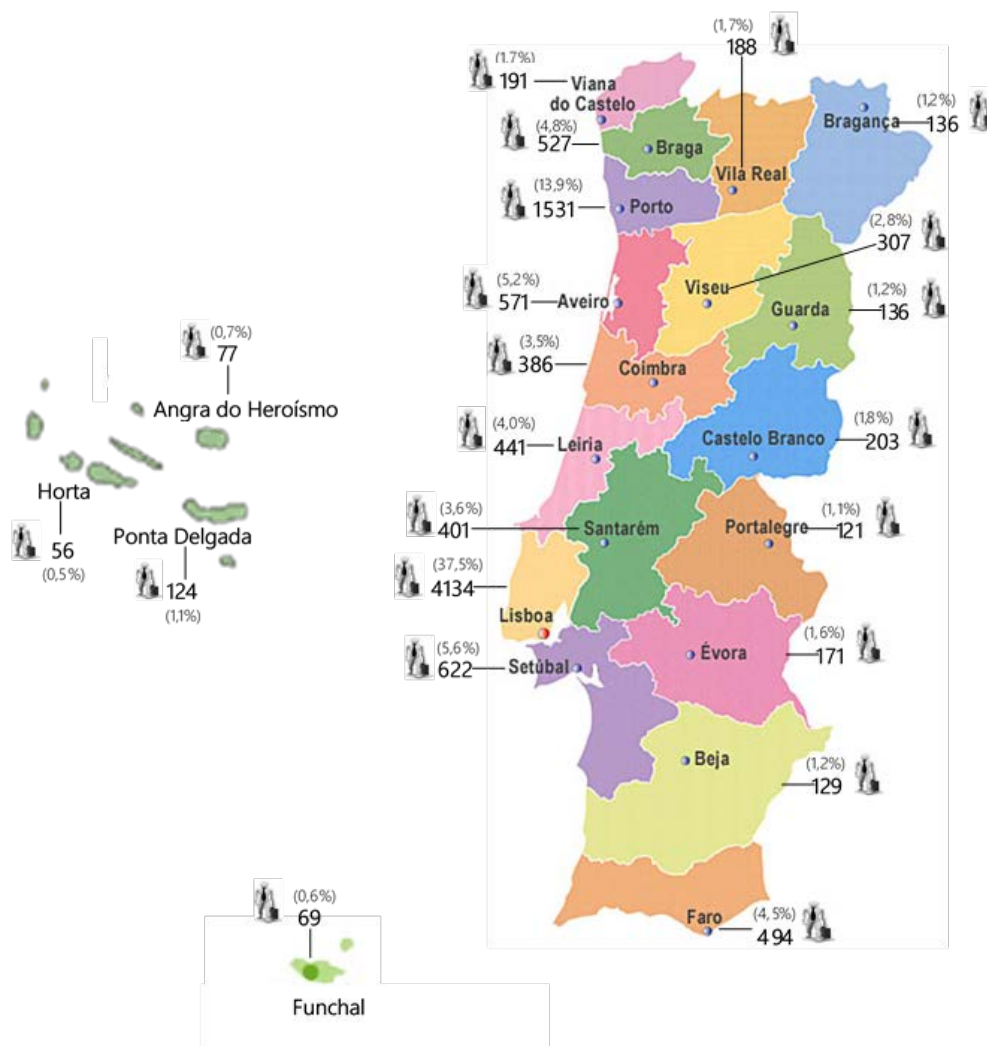 (1,7%)
188
(1,7%)
191
Viana
do Castelo
(1,2%)
Bragança
136
(4,8%)
527
Braga
Vila Real
(13,9%)
1531
Porto
(2,8%)
307
(5,2%)
571
Aveiro
Viseu
(1,2%)
Guarda
136
(0,7%)
77
Angra do Heroísmo
(3,5%)
386
Coimbra
(4,0%)
441
Leiria
Castelo Branco
(1,8%)
203
Horta
56
(0,5%)
Ponta Delgada
124
(1,1%)
(3,6%)
401
Santarém
Portalegre
(1,1%)
121
(37,5%)
4134
Lisboa
(5,6%)
622
Setúbal
Évora
(1,6%)
171
Beja
(1,2%)
129
(0,6%)
69
Funchal
Faro
(4,5%)
494